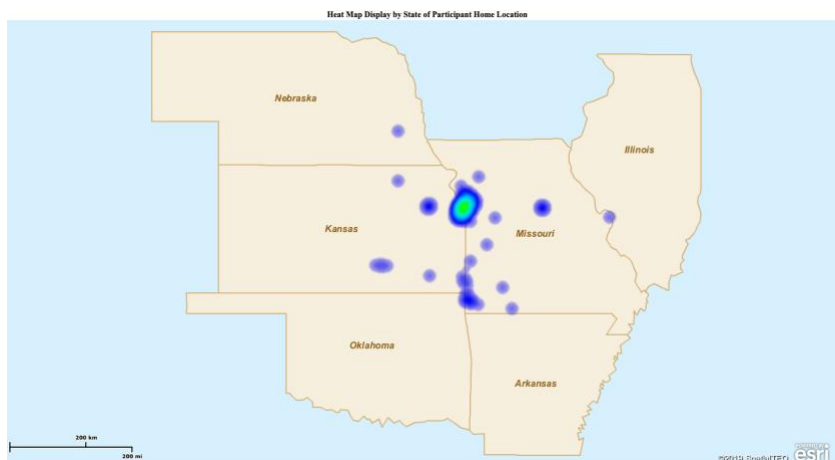 Heat Map Display by State of Participant Home Location
Nebraska
Illinois
Kansas
Missouri
Oklahoma
Arkansas
200 km
200 mi
esri